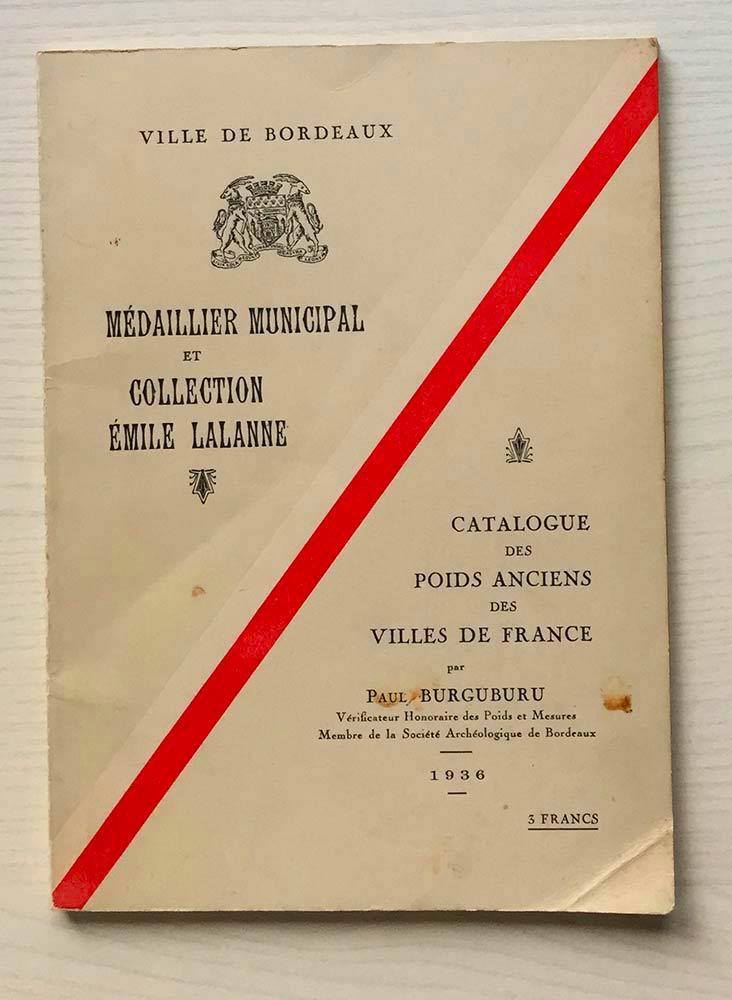 VILLE DE BORDEAUX
MÉDAILLIER MUNICIPAL
ET
COLLECTION
ÉMILE LALANNE
CATALOGUE
DES
POIDS ANCIENS
DES
VILLES DE FRANCE
par
PAUL BURGUBURU
Vérificateur Honoraire des Poids et Mesures
Membre de la Société Archéologique de Bordeaux
1936
3 FRANCS